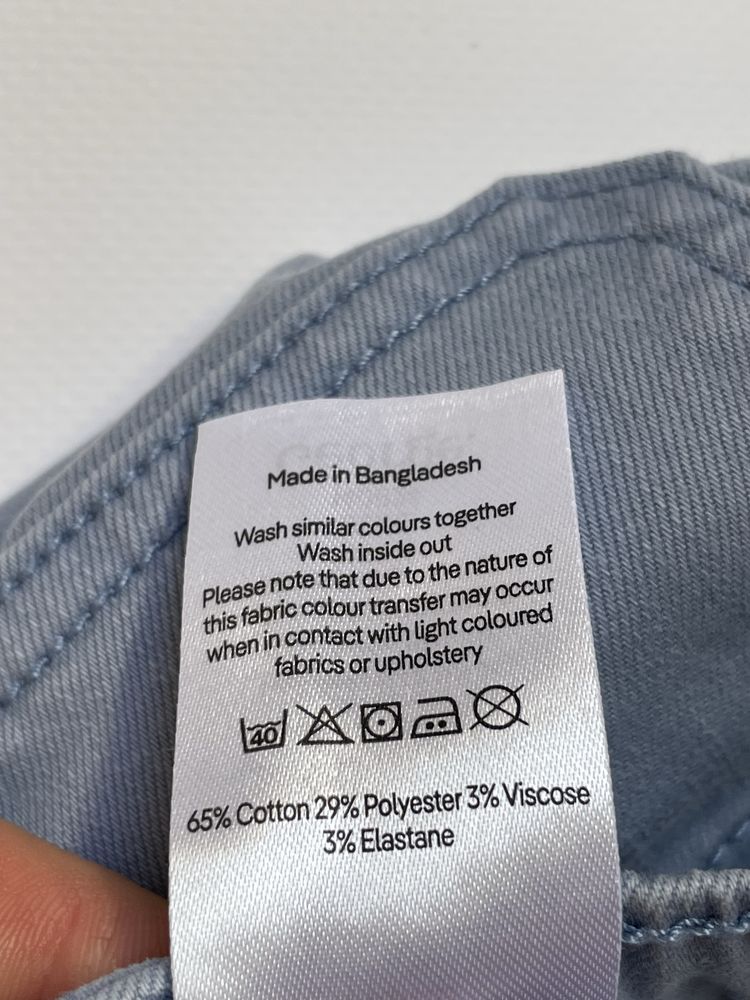 Made in Bangladesh
Wash similar colours together
Wash inside out
Please note that due to the nature of
this fabric colour transfer may occur
when in contact with light coloured
fabrics or upholstery
40
65% Cotton 29% Polyester 3% Viscose
3% Elastane